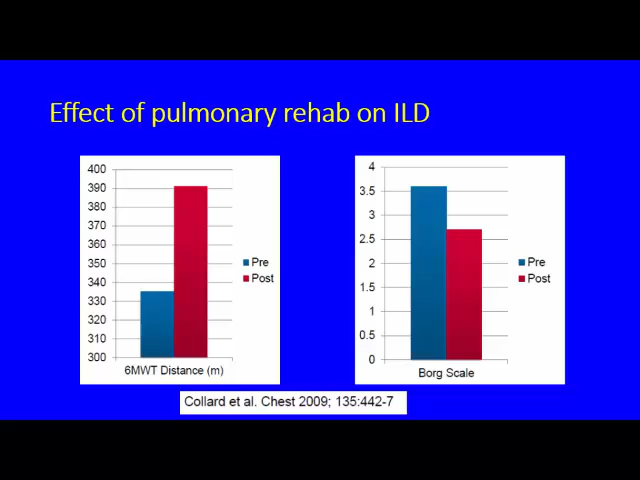 Effect of pulmonary rehab on ILD
400
390
380
370
360
350
340
330
320
310
300
6MWT Distance (m)
Pre
Post
4
3.5
3
2.5
2
1.5
1
0.5
0
Borg Scale
Pre
Post
Collard et al. Chest 2009; 135:442-7